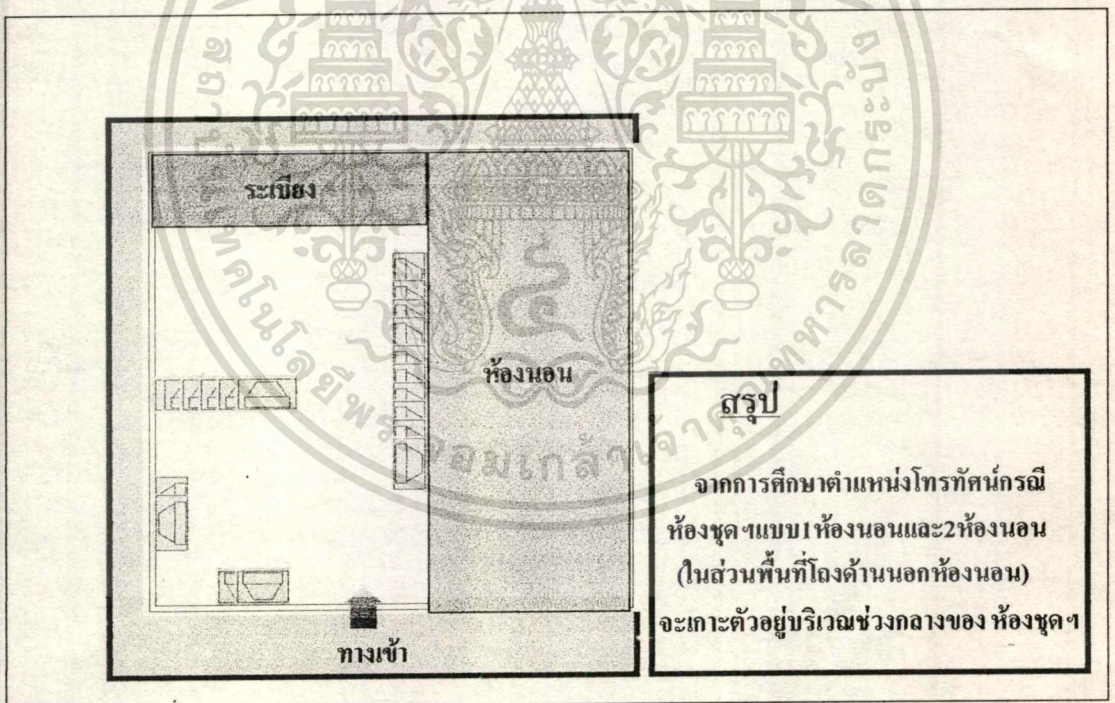 ระเบียง
ห้องนอน
ทางเข้า
สรุป
จากการศึกษาตำแหน่งโทรทัศน์กรณี
ห้องชุดฯแบบ1ห้องนอนและ2ห้องนอน
(ในส่วนพื้นที่โถงด้านนอกห้องนอน)
จะเกาะตัวอยู่บริเวณช่วงกลางของ ห้องชุดฯ